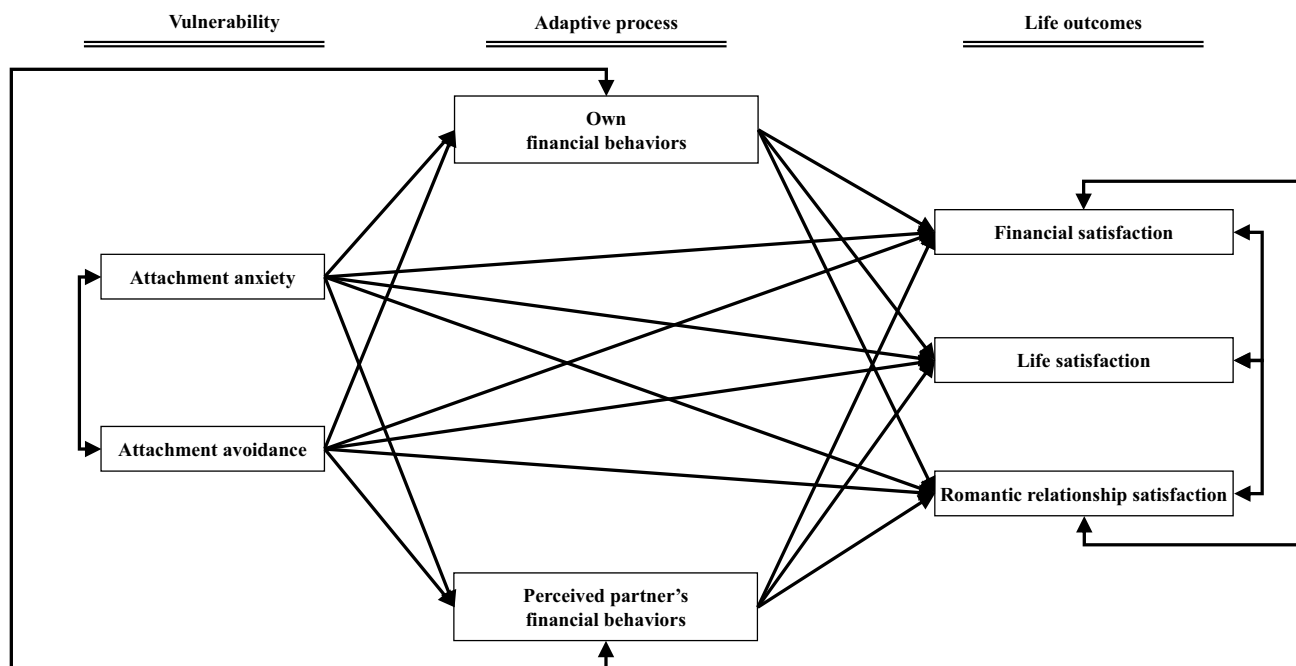 Vulnerability
Adaptive process
Life outcomes
Own
financial behaviors
Financial satisfaction
Attachment anxiety
Life satisfaction
Attachment avoidance
Romantic relationship satisfaction
Perceived partner’s
financial behaviors